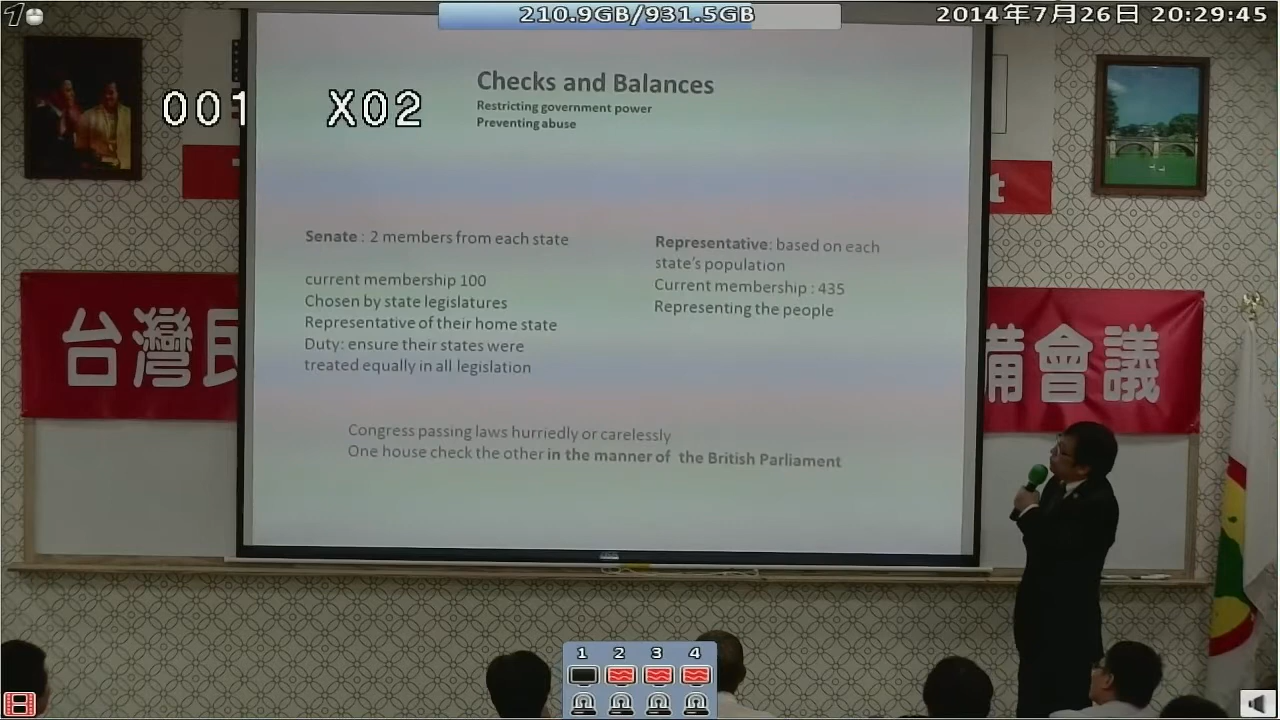 210.9GB/931.5GB
2014年7月26日 20:29:45
001 X02
Checks and Balances
Restricting government power
Preventing abuse
t
Senate : 2 members from each state
current membership 100
Chosen by state legislatures
Representative of their home state
Duty: ensure their states were
treated equally in all legislation
Representative: based on each
state's population
Current membership : 435
Representing the people
Congress passing laws hurriedly or carelessly
One house check the other in the manner of the British Parliament
台灣民
備會議
1 2 3 4